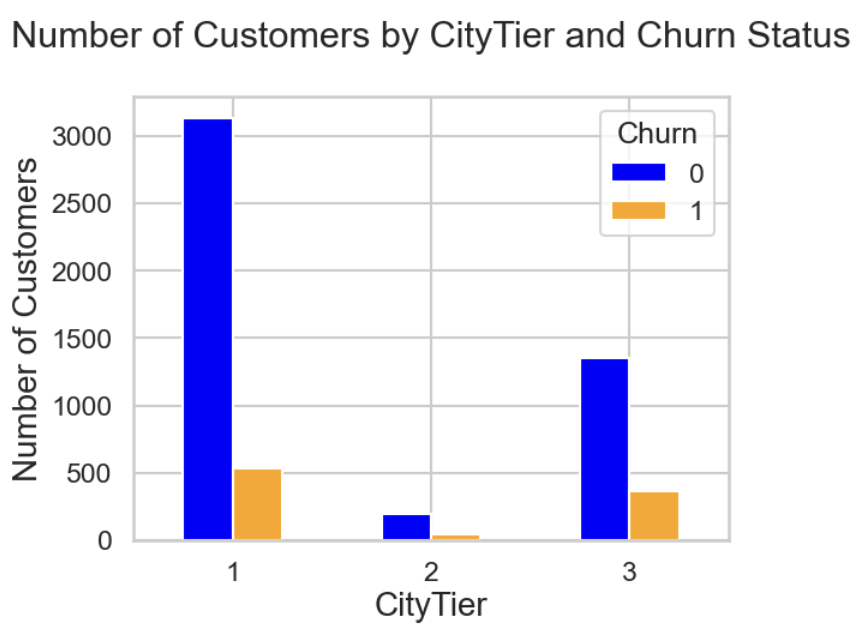 Number of Customers by CityTier and Churn Status
Number of Customers
3000
2500
2000
1500
1000
500
0
Churn
0
1
1 2 3
CityTier